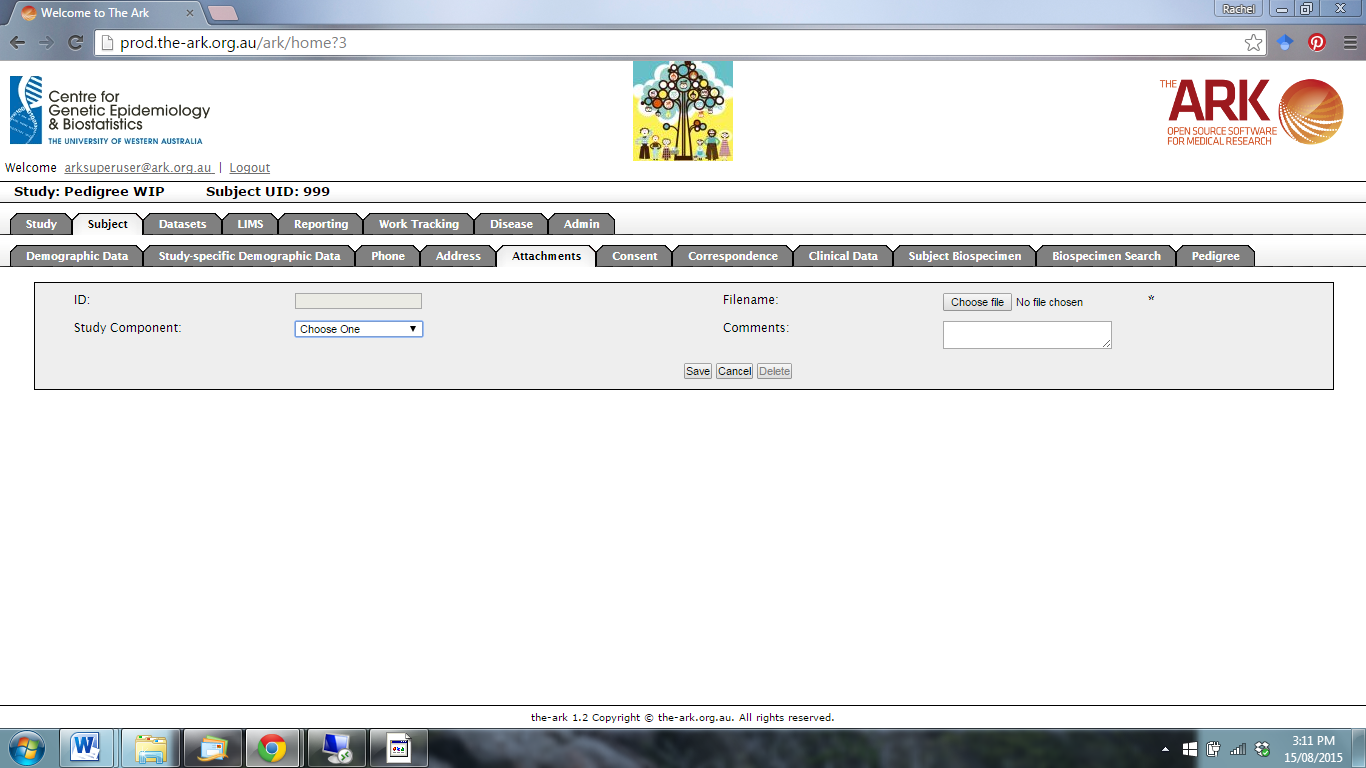 Welcome to The Ark
Rachel
prod.the-ark.org.au/ark/home?3
Centre for
Genetic Epidemiology
& Biostatistics
THE UNIVERSITY OF WESTERN AUSTRALIA
THE ARK
OPEN SOURCE SOFTWARE
FOR MEDICAL RESEARCH
Welcome arksuperuser@ark.org.au | Logout
Study: Pedigree WIP Subject UID: 999
Study Subject Datasets LIMS Reporting Work Tracking Disease Admin
Demographic Data Study-specific Demographic Data Phone Address Attachments Consent Correspondence Clinical Data Subject Biospecimen Biospecimen Search Pedigree
ID: Filename: Choose file No file chosen *
Study Component: Choose One Comments:
Save Cancel Delete
the-ark 1.2 Copyright © the-ark.org.au. All rights reserved.
3:11 PM
15/08/2015